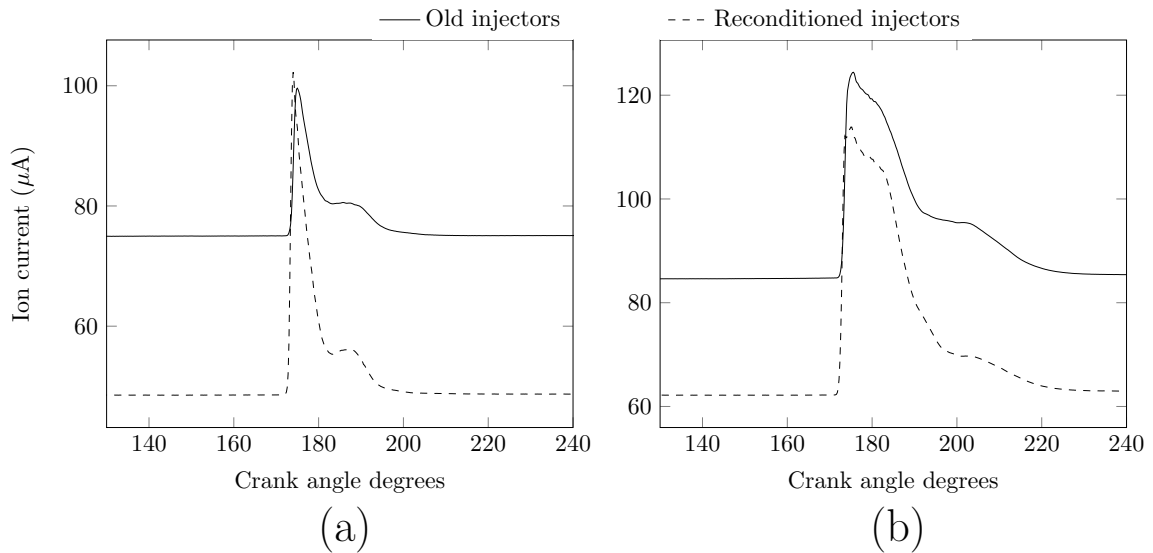 Old injectors
Reconditioned injectors
Ion current (μA)
100
80
60
140
160
180
200
220
240
Crank angle degrees
(a)
120
100
80
60
140
160
180
200
220
240
Crank angle degrees
(b)